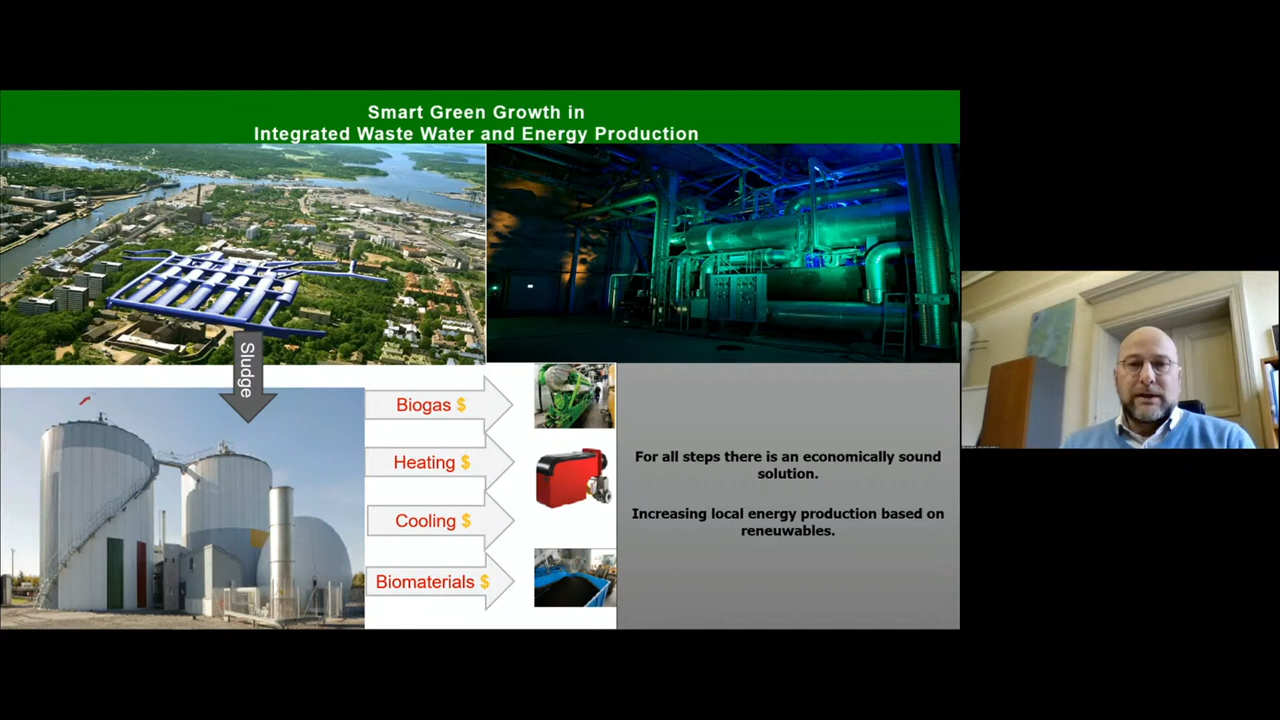 Smart Green Growth in
Integrated Waste Water and Energy Production
Sludge
Biogas $
Heating $
Cooling $
Biomaterials $
For all steps there is an economically sound
solution.
Increasing local energy production based on
reneuwables.